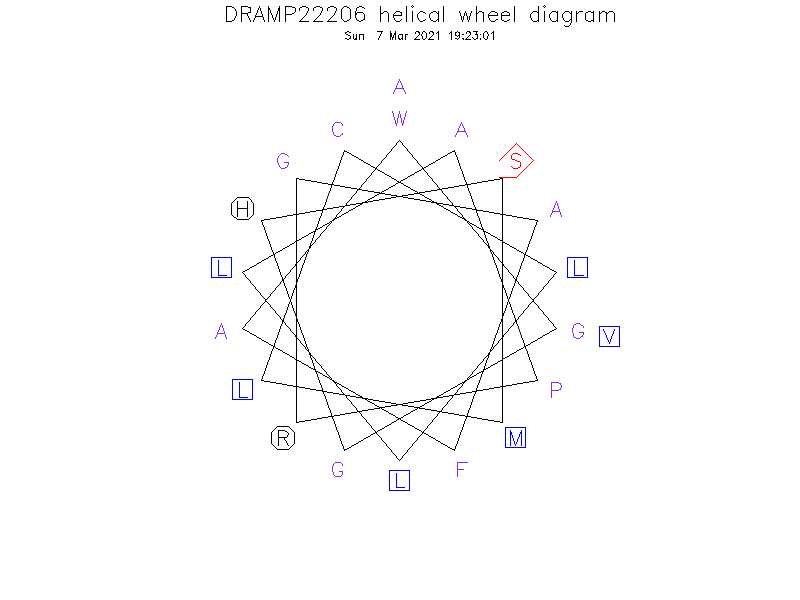 DRAMP22206 helical wheel diagram
Sun 7 Mar 2021 19:23:01
A
W
C A
G S
H A
L L
A G V
L P
R M
G F
L